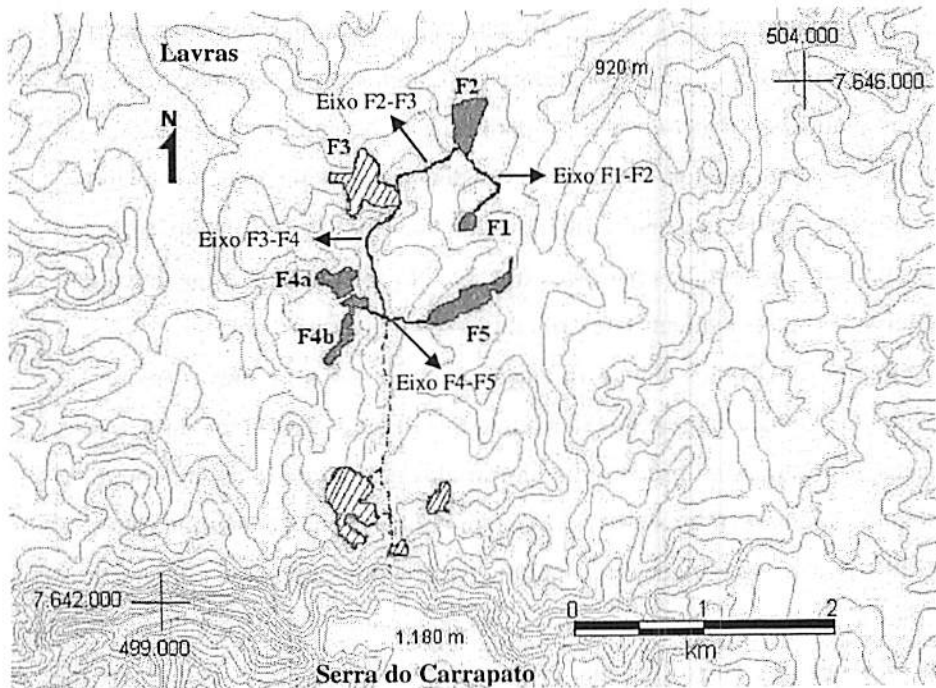 504.000
Lavras
920 m
7.646.000
F2
Eixo F2-F3
N
F3
Eixo F1-F2
F1
Eixo F3-F4
F4a
F4b
F5
Eixo F4-F5
7.642.000
0 1 2
499.000
1.180 m
km
Serra do Carrapato